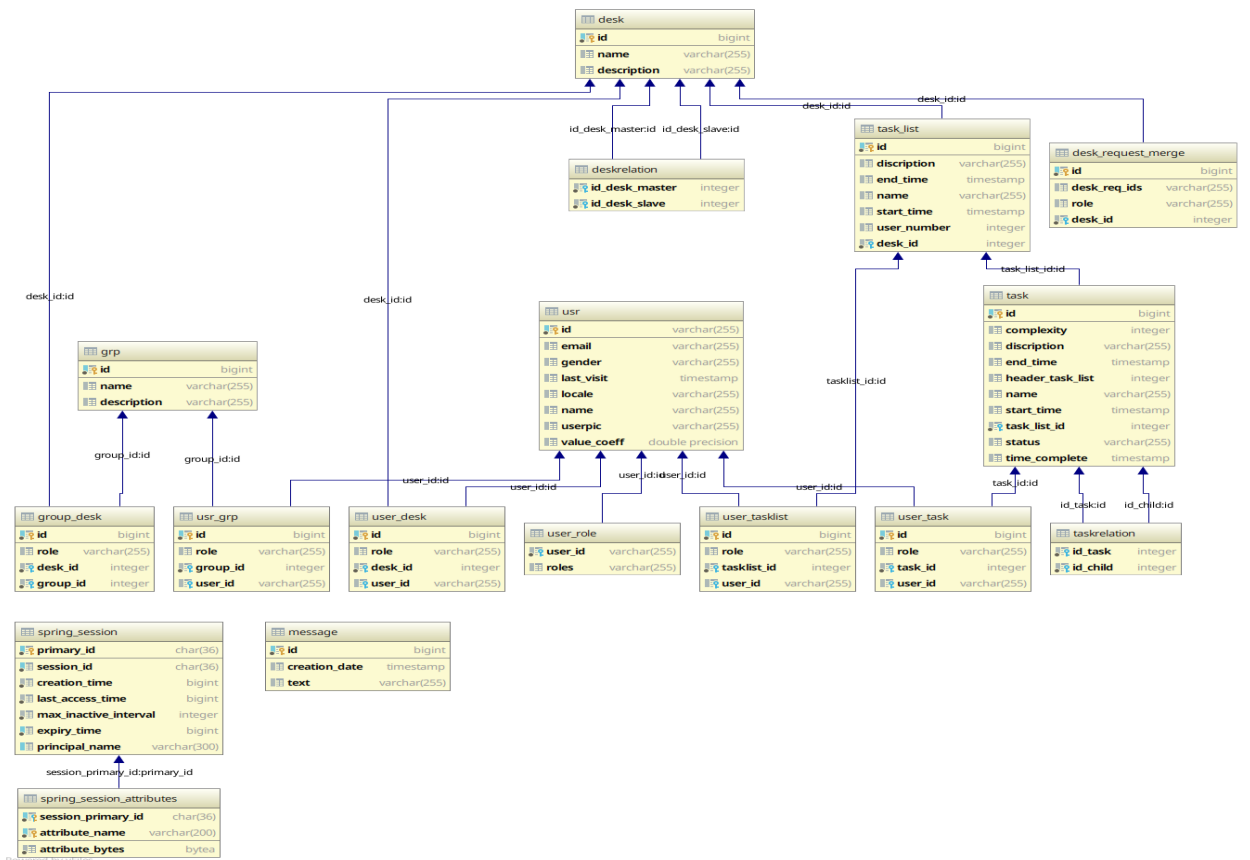 desk
id bigint
name varchar(255)
description varchar(255)
desk_id:id
desk_id:id
id_desk_master:id
id_desk_slave:id
task_list
id bigint
discription varchar(255)
end_time timestamp
name varchar(255)
start_time timestamp
user_number integer
desk_id integer
desk_request_merge
id bigint
desk_req_ids varchar(255)
role varchar(255)
desk_id integer
deskrelation
id_desk_master integer
id_desk_slave integer
desk_id:id
desk_id:id
task_list_id:id
usr
id varchar(255)
email varchar(255)
gender varchar(255)
last_visit timestamp
locale varchar(255)
name varchar(255)
userpic varchar(255)
value_coeff double precision
task
id bigint
complexity integer
discription varchar(255)
end_time timestamp
header_task_list integer
name varchar(255)
start_time timestamp
task_list_id integer
status varchar(255)
time_complete timestamp
grp
id bigint
name varchar(255)
description varchar(255)
tasklist_id:id
group_id:id
group_id:id
user_id:id
user_id:id
user_id:id
user_id:id
user_id:id
task_id:id
id_task:id
id_child:id
group_desk
id bigint
role varchar(255)
desk_id integer
group_id integer
usr_grp
id bigint
role varchar(255)
group_id integer
user_id varchar(255)
user_desk
id bigint
role varchar(255)
desk_id integer
user_id varchar(255)
user_role
user_id varchar(255)
roles varchar(255)
user_tasklist
id bigint
role varchar(255)
tasklist_id integer
user_id varchar(255)
user_task
id bigint
role varchar(255)
task_id integer
user_id varchar(255)
taskrelation
id_task integer
id_child integer
spring_session
primary_id char(36)
session_id char(36)
creation_time bigint
last_access_time bigint
max_inactive_interval integer
expiry_time bigint
principal_name varchar(300)
message
id bigint
creation_date timestamp
text varchar(255)
session_primary_id:primary_id
spring_session_attributes
session_primary_id char(36)
attribute_name varchar(200)
attribute_bytes bytea